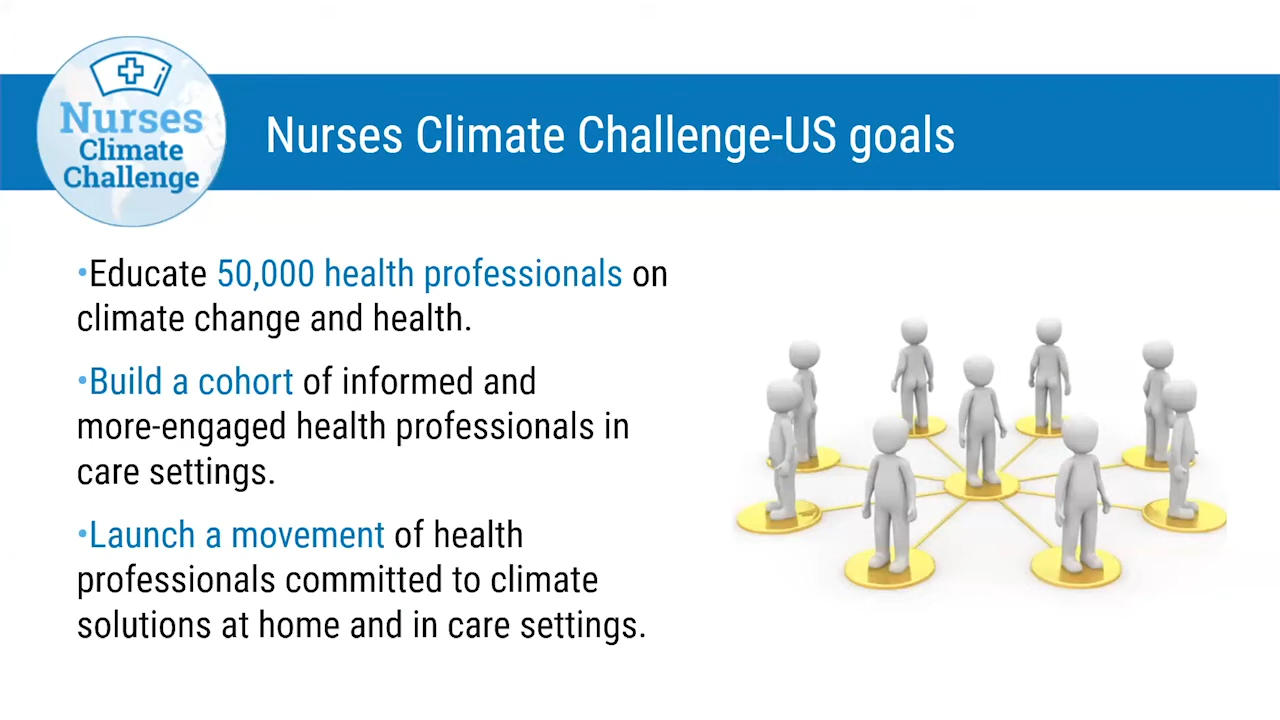 Nurses
Climate
Challenge
Nurses Climate Challenge-US goals
•Educate 50,000 health professionals on
climate change and health.
•Build a cohort of informed and
more-engaged health professionals in
care settings.
•Launch a movement of health
professionals committed to climate
solutions at home and in care settings.